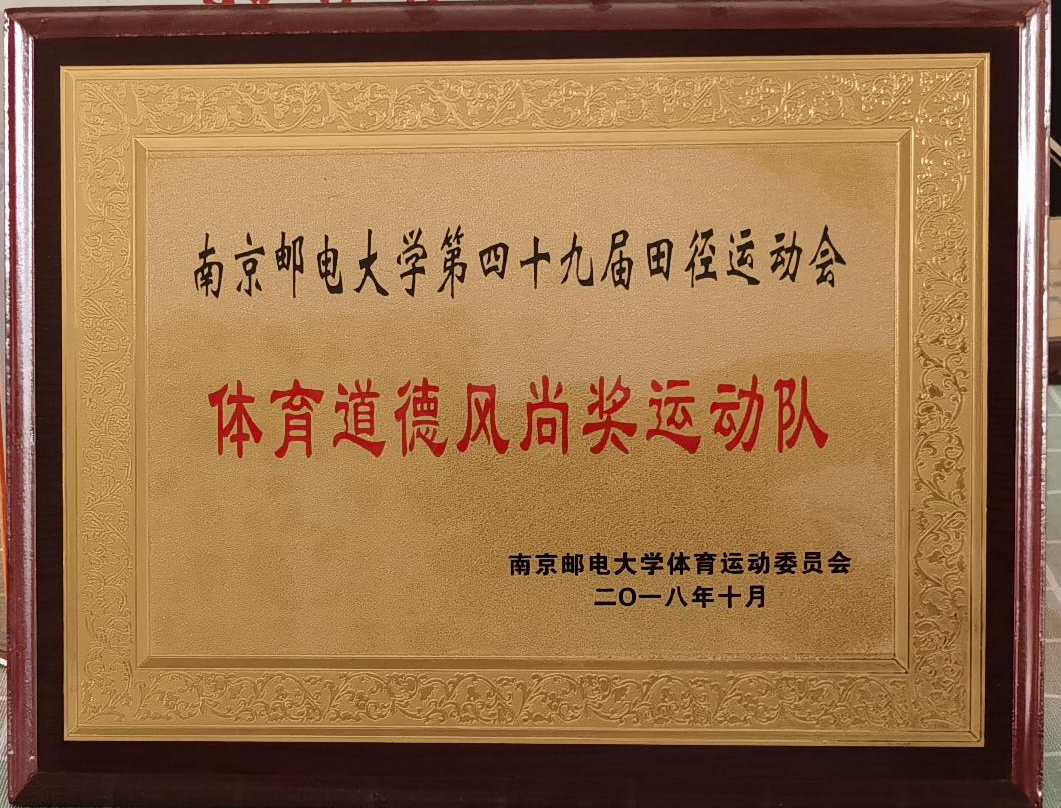 南京邮电大学第四十九届田径运动会
体育道德风尚奖运动队
南京邮电大学体育运动委员会
二〇一八年十月